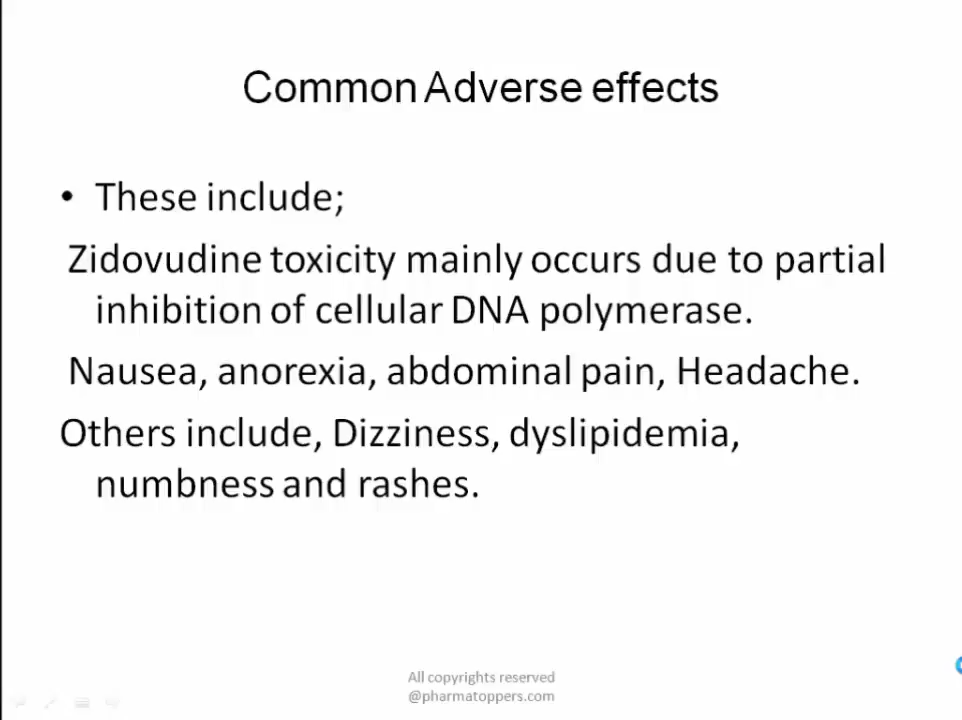 Common Adverse effects
• These include;
Zidovudine toxicity mainly occurs due to partial
inhibition of cellular DNA polymerase.
Nausea, anorexia, abdominal pain, Headache.
Others include, Dizziness, dyslipidemia,
numbness and rashes.
All copyrights reserved
@pharmatoppers.com